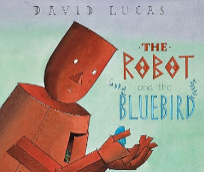 DAVID LUCAS
THE
ROBOT
and the
BLUEBIRD